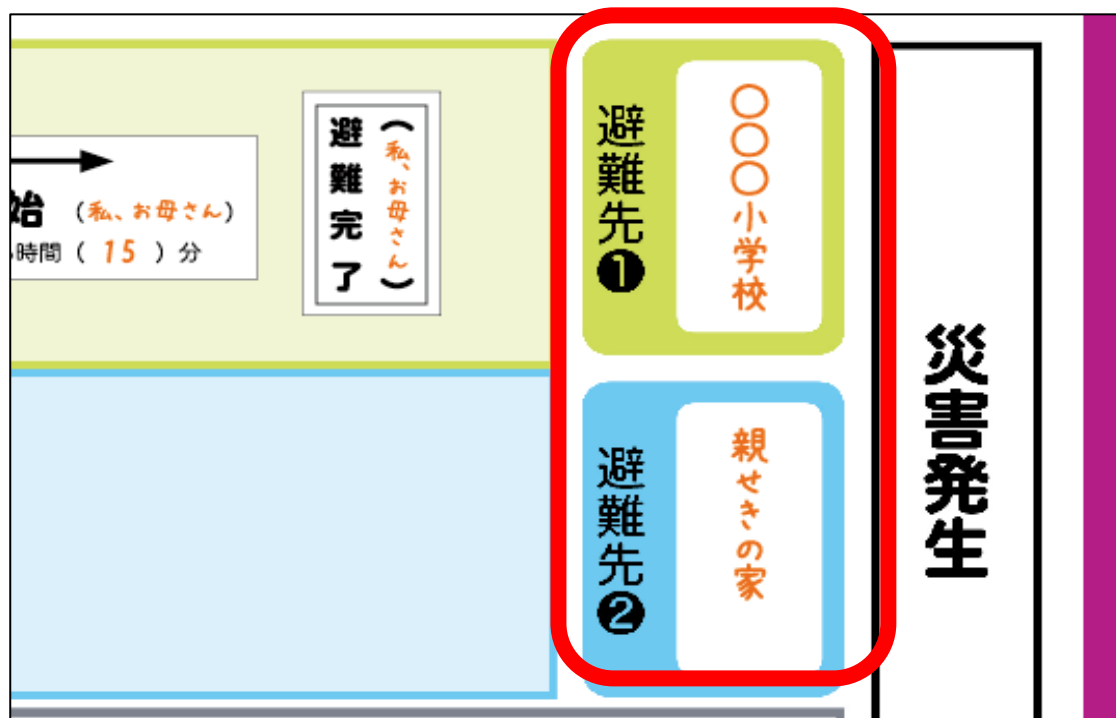 始（私、お母さん）
時間（ 15 ）分
避難完了
（私、お母さん）
避難先❶
〇〇〇小学校
避難先❷
親せきの家
災害発生